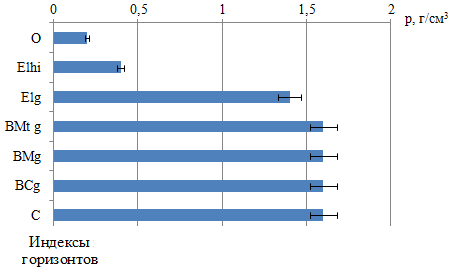 0 0,5 1 1,5 2
p, г/см³
O
Elhi
Elg
BMt g
BMg
BCg
C
Индексы
горизонтов